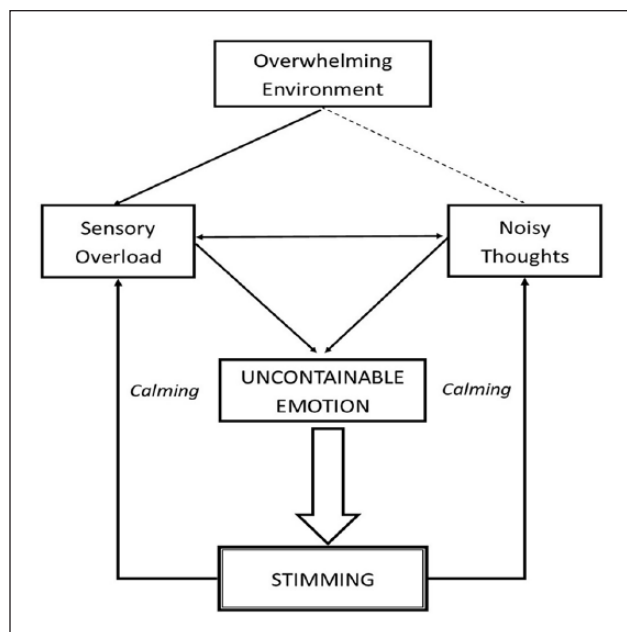 Overwhelming
Environment
Sensory
Overload
Noisy
Thoughts
UNCONTAINABLE
EMOTION
Calming
Calming
STIMMING